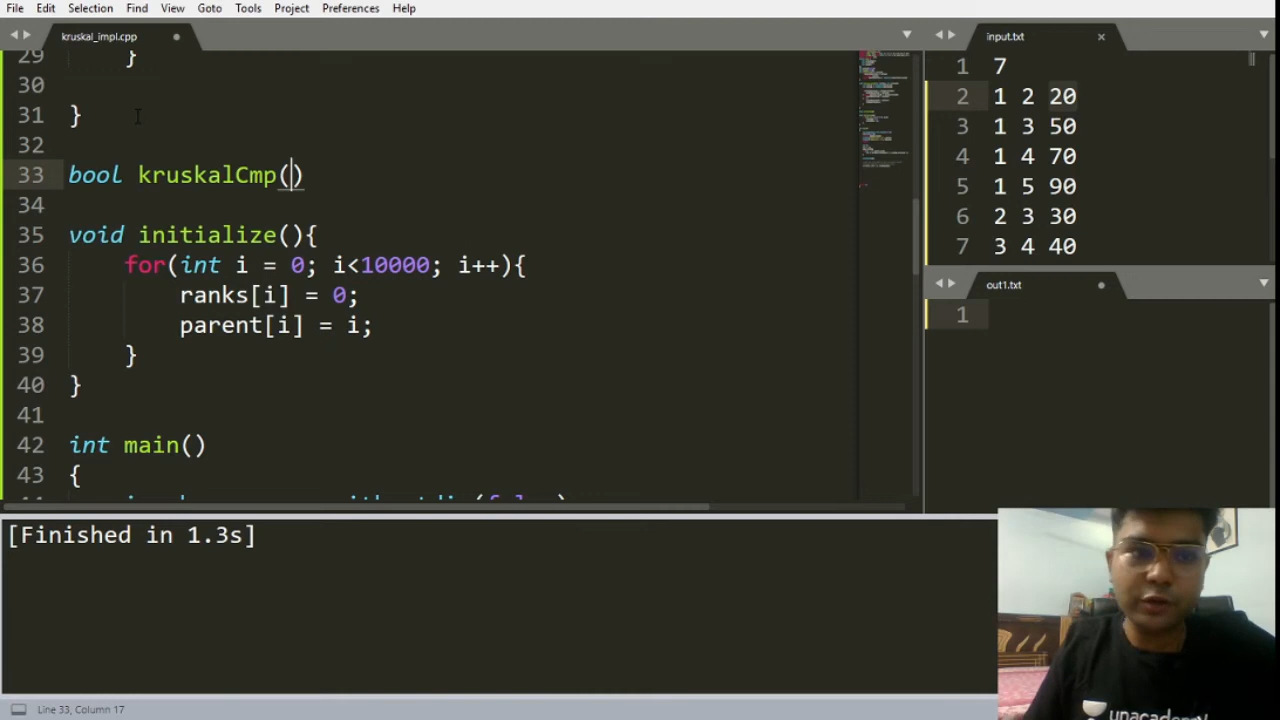 File Edit Selection Find View Goto Tools Project Preferences Help
kruskal_impl.cpp
29 }
30
31 }
32
33 bool kruskalCmp()
34
35 void initialize(){
36 for(int i = 0; i<10000; i++){
37 ranks[i] = 0;
38 parent[i] = i;
39 }
40 }
41
42 int main()
43 {
input.txt
1 7
2 1 2 20
3 1 3 50
4 1 4 70
5 1 5 90
6 2 3 30
7 3 4 40
out1.txt
1
[Finished in 1.3s]
unacademy
Line 33, Column 17